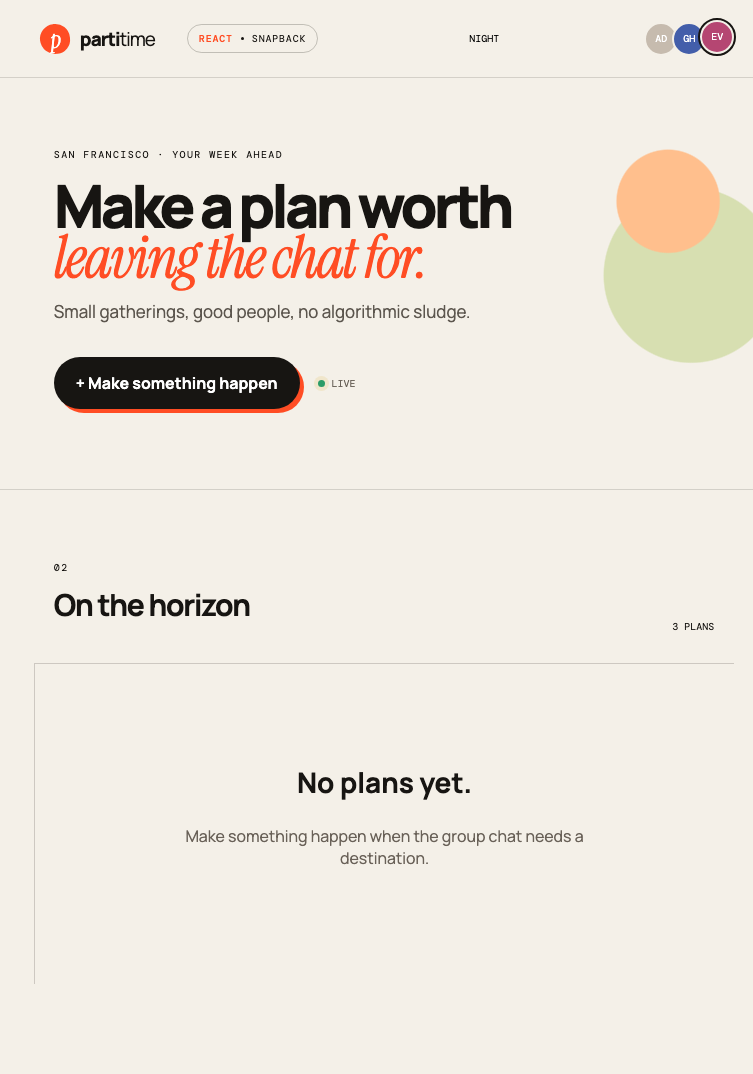 p partitime
REACT • SNAPBACK
NIGHT
AD GH EV
SAN FRANCISCO · YOUR WEEK AHEAD
Make a plan worth
leaving the chat for.
Small gatherings, good people, no algorithmic sludge.
+ Make something happen
LIVE
02
On the horizon
3 PLANS
No plans yet.
Make something happen when the group chat needs a
destination.